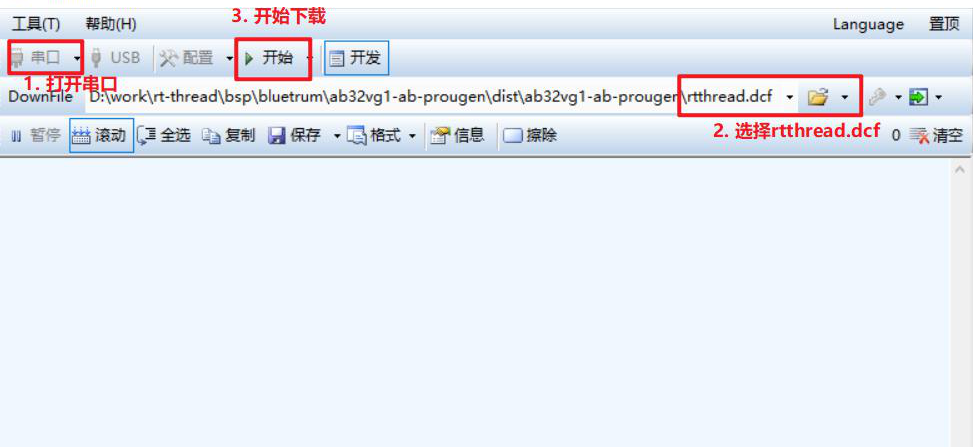 3. 开始下载
工具(T) 帮助(H) Language 置顶
串口 USB 配置 开始 开发
1. 打开串口
DownFile D:\work\rt-thread\bsp\bluetrum\ab32vg1-ab-prougen\dist\ab32vg1-ab-prougen\rtthread.dcf
2. 选择rtthread.dcf
暂停 滚动 全选 复制 保存 格式 信息 擦除 0 清空